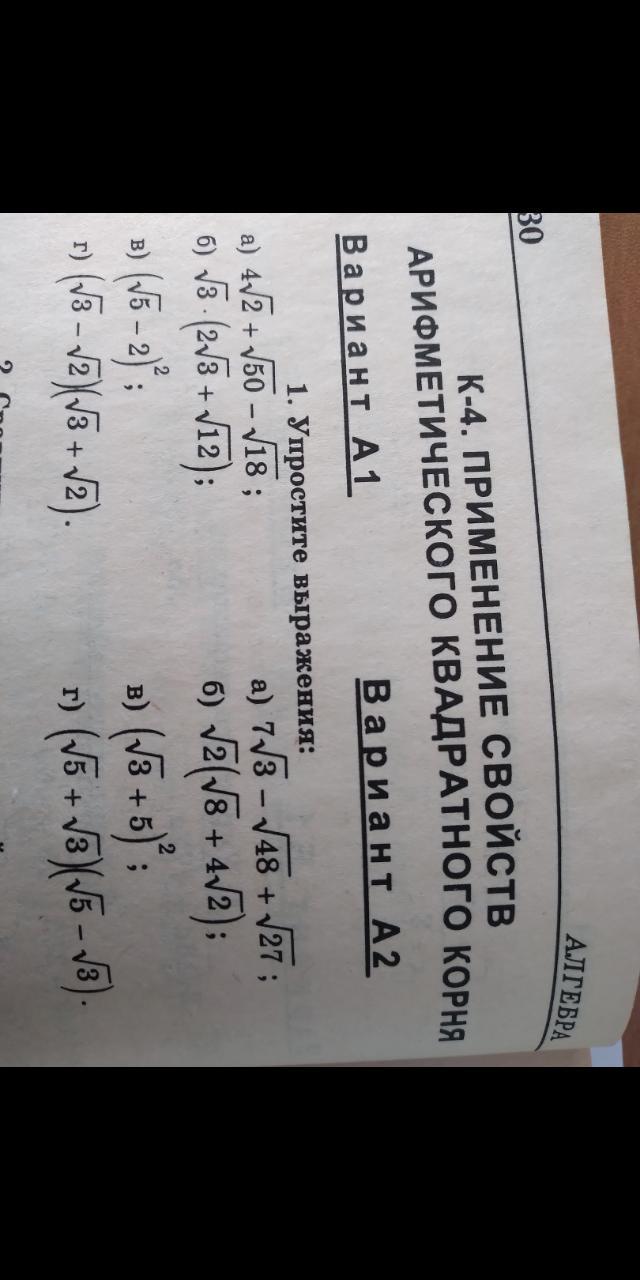 30
АЛГЕБРА
К-4. ПРИМЕНЕНИЕ СВОЙСТВ
АРИФМЕТИЧЕСКОГО КВАДРАТНОГО КОРНЯ
Вариант А1
Вариант А2
1. Упростите выражения:
а) 4√2 + √50 − √18 ;
б) √3 · (2√3 + √12);
в) (√5 − 2)² ;
г) (√3 − √2)(√3 + √2).
а) 7√3 − √48 + √27 ;
б) √2(√8 + 4√2);
в) (√3 + 5)² ;
г) (√5 + √3)(√5 − √3).